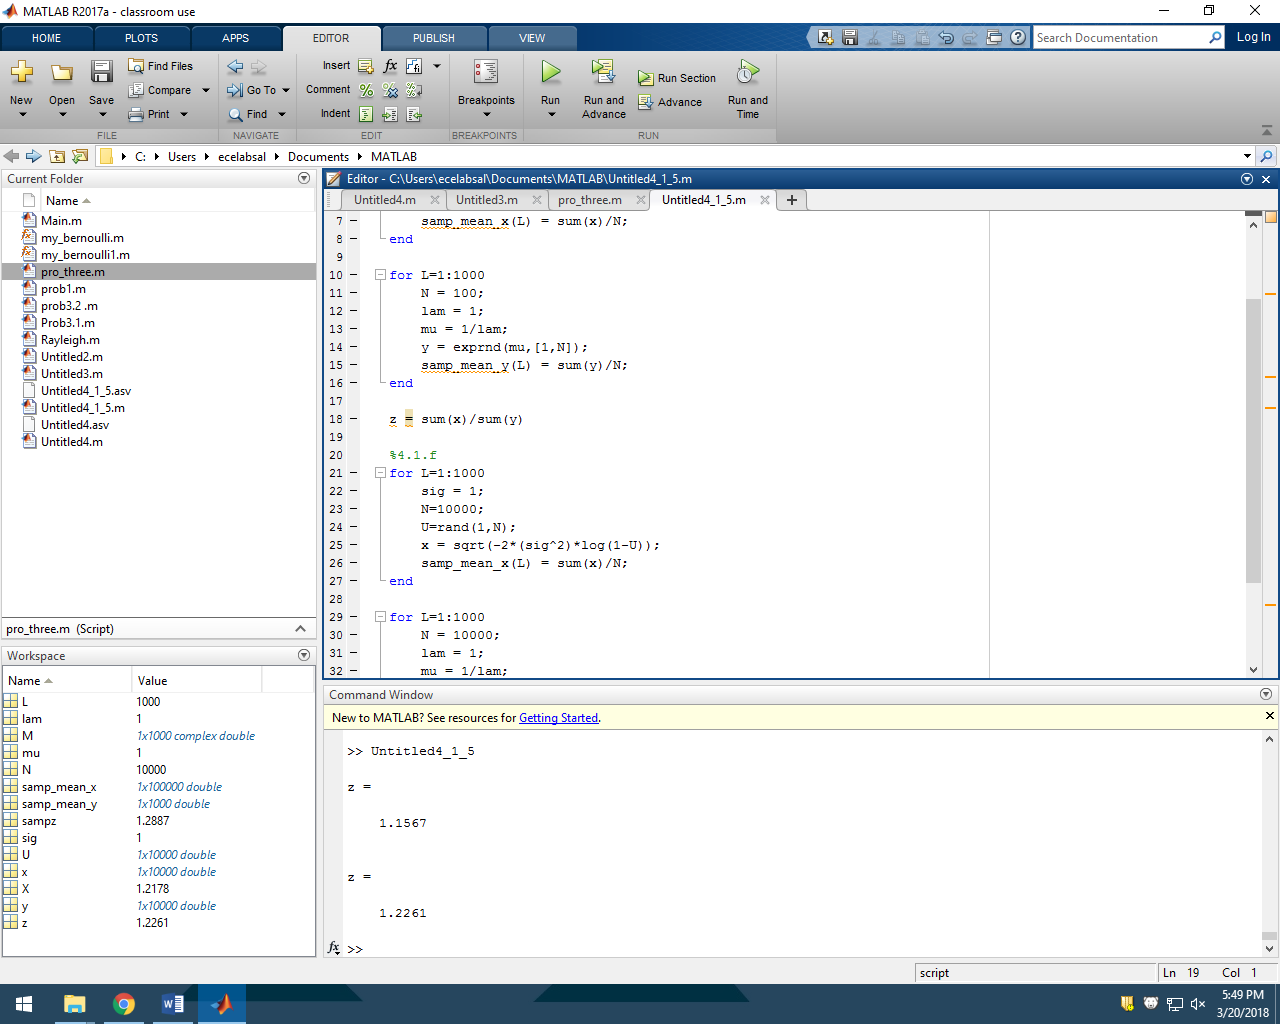 MATLAB R2017a - classroom use
HOME PLOTS APPS EDITOR PUBLISH VIEW
Search Documentation
Log In
New
Open
Save
Find Files
Compare
Print
FILE
Go To
Find
NAVIGATE
Insert fx
Comment
Indent
EDIT
Breakpoints
BREAKPOINTS
Run
Run and Advance
Run Section
Advance
Run and Time
RUN
C: Users ecelabsal Documents MATLAB
Current Folder
Name
Main.m
my_bernoulli.m
my_bernoulli1.m
pro_three.m
prob1.m
prob3.2 .m
Prob3.1.m
Rayleigh.m
Untitled2.m
Untitled3.m
Untitled4_1_5.asv
Untitled4_1_5.m
Untitled4.asv
Untitled4.m
pro_three.m (Script)
Workspace
Name Value
L 1000
lam 1
M 1x1000 complex double
mu 1
N 10000
samp_mean_x 1x100000 double
samp_mean_y 1x1000 double
sampz 1.2887
sig 1
U 1x10000 double
x 1x10000 double
X 1.2178
y 1x10000 double
z 1.2261
Editor - C:\Users\ecelabsal\Documents\MATLAB\Untitled4_1_5.m
Untitled4.m Untitled3.m pro_three.m Untitled4_1_5.m
7 samp_mean_x(L) = sum(x)/N;
8 end
9
10 for L=1:1000
11 N = 100;
12 lam = 1;
13 mu = 1/lam;
14 y = exprnd(mu,[1,N]);
15 samp_mean_y(L) = sum(y)/N;
16 end
17
18 z = sum(x)/sum(y)
19
20 %4.1.f
21 for L=1:1000
22 sig = 1;
23 N=10000;
24 U=rand(1,N);
25 x = sqrt(-2*(sig^2)*log(1-U));
26 samp_mean_x(L) = sum(x)/N;
27 end
28
29 for L=1:1000
30 N = 10000;
31 lam = 1;
32 mu = 1/lam;
Command Window
New to MATLAB? See resources for Getting Started.
>> Untitled4_1_5
z =
1.1567
z =
1.2261
fx >>
script
Ln 19 Col 1
5:49 PM
3/20/2018